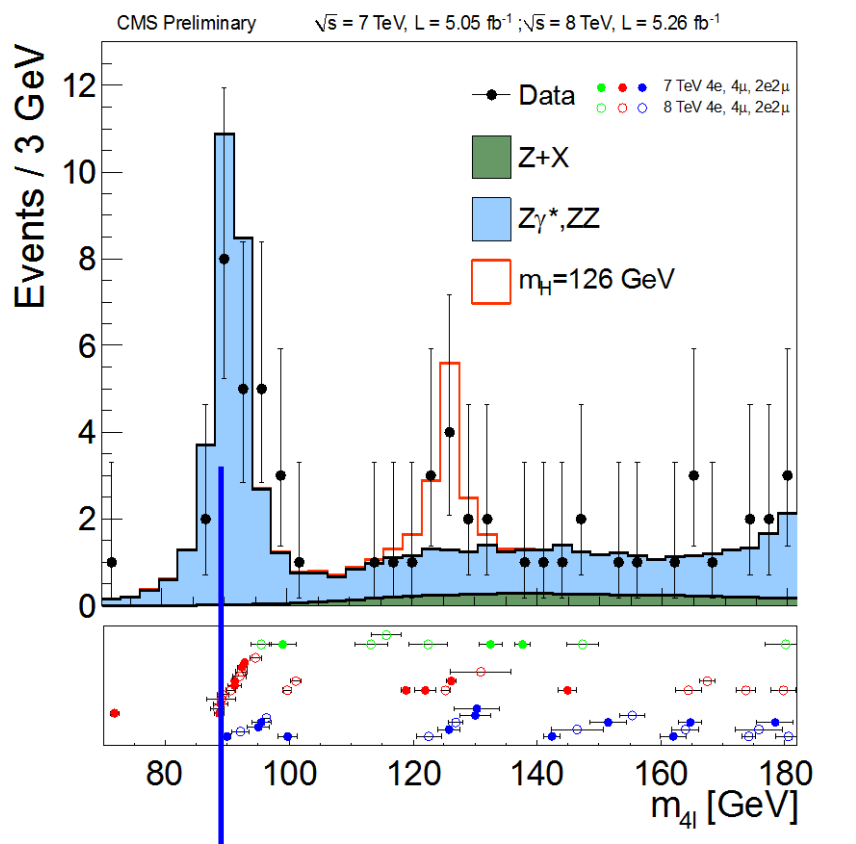 CMS Preliminary √s = 7 TeV, L = 5.05 fb⁻¹ ; √s = 8 TeV, L = 5.26 fb⁻¹
Events / 3 GeV
12
10
8
6
4
2
0
Data
7 TeV 4e, 4μ, 2e2μ
8 TeV 4e, 4μ, 2e2μ
Z+X
Zγ*,ZZ
m_H=126 GeV
80 100 120 140 160 180
m_4l [GeV]